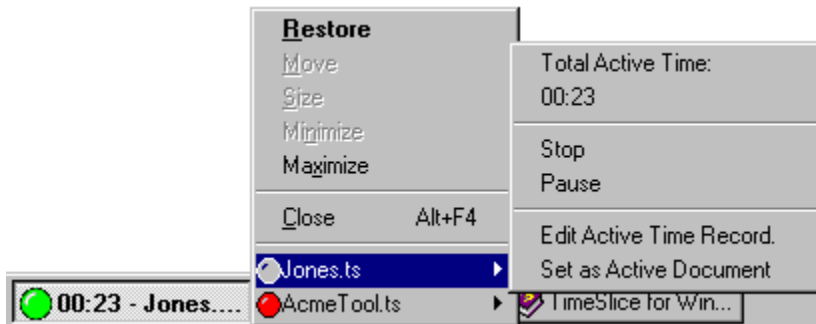 Restore
Move
Size
Minimize
Maximize
Close Alt+F4
Jones.ts
AcmeTool.ts
Total Active Time:
00:23
Stop
Pause
Edit Active Time Record.
Set as Active Document
00:23 - Jones....
TimeSlice for Win...